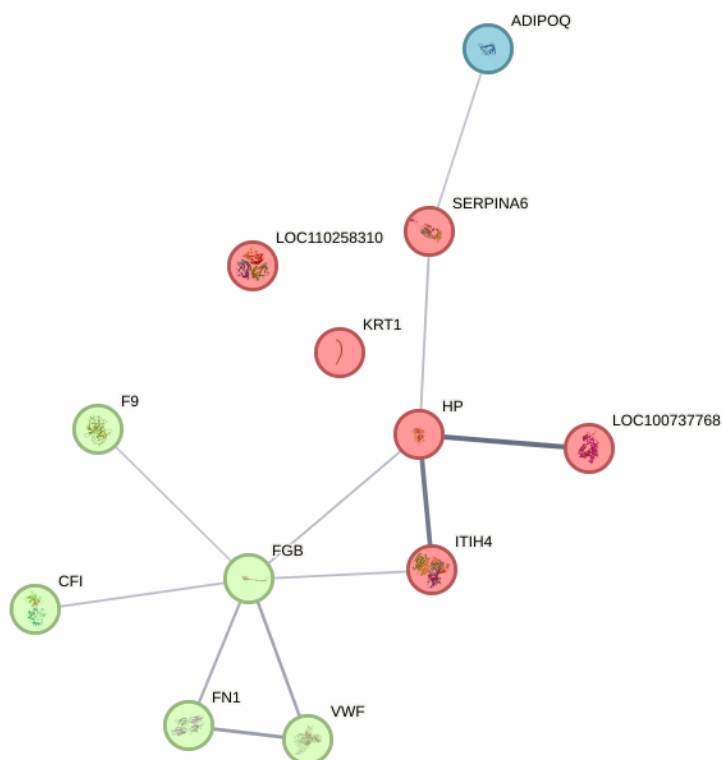 ADIPOQ
SERPINA6
LOC110258310
KRT1
F9
HP
LOC100737768
FGB
ITIH4
CFI
FN1
VWF